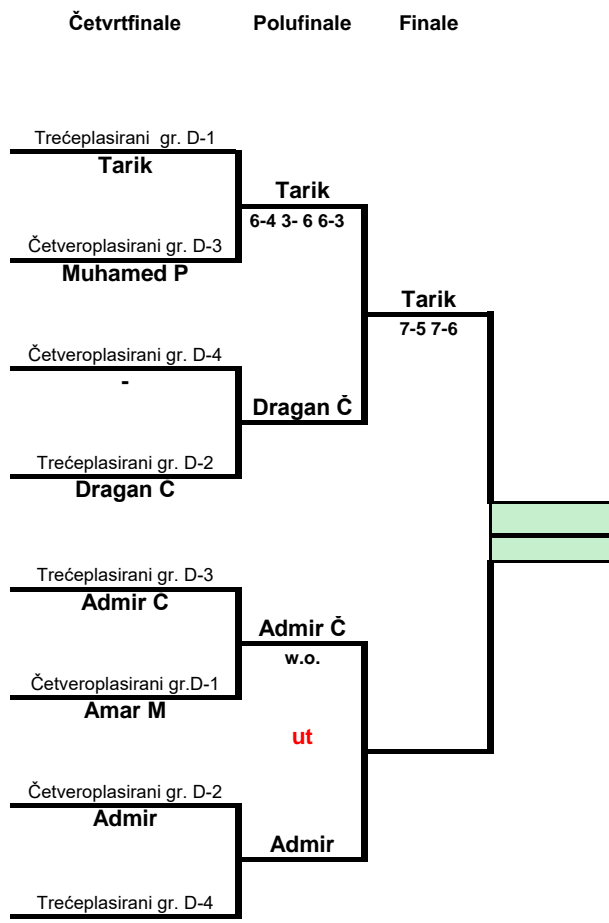 Četvrtfinale Polufinale Finale
Trećeplasirani gr. D-1
Tarik
Tarik
6-4 3- 6 6-3
Četveroplasirani gr. D-3
Muhamed P
Tarik
7-5 7-6
Četveroplasirani gr. D-4
-
Dragan Č
Trećeplasirani gr. D-2
Dragan C
Trećeplasirani gr. D-3
Admir C
Admir Č
w.o.
Četveroplasirani gr.D-1
Amar M
ut
Četveroplasirani gr. D-2
Admir
Admir
Trećeplasirani gr. D-4